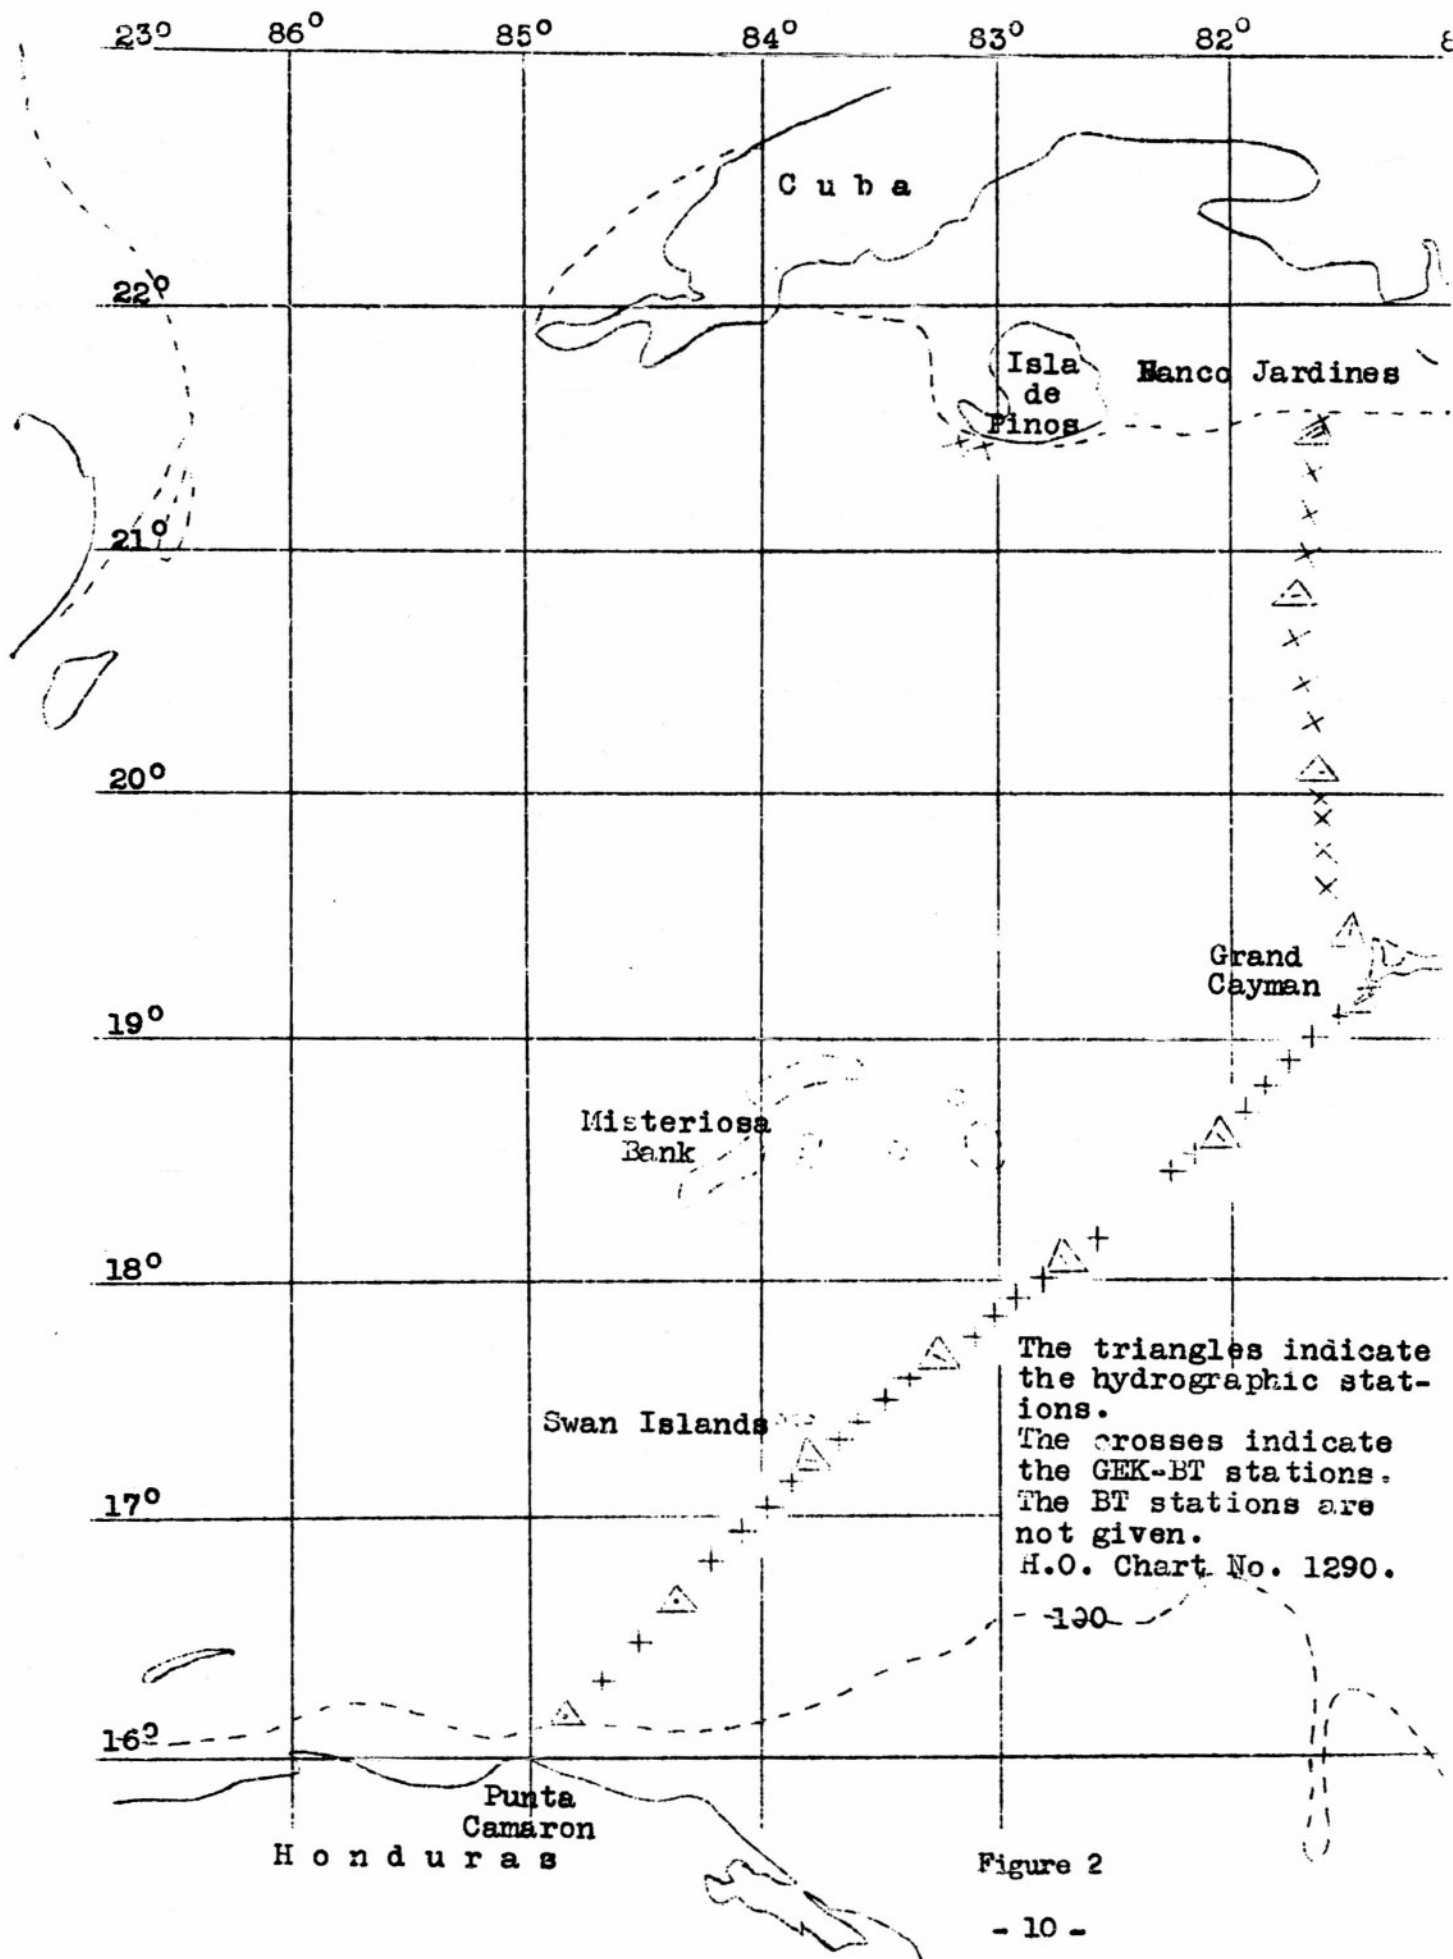 23° 86° 85° 84° 83° 82°
Cuba
22°
Isla
de
Pinos
Banco Jardines
21°
20°
Grand
Cayman
19°
Misteriosa
Bank
18°
The triangles indicate
the hydrographic stat-
ions.
The crosses indicate
the GEK-BT stations.
The BT stations are
not given.
H.O. Chart No. 1290.
Swan Islands
17°
100
16°
Punta
Camaron
Honduras
Figure 2
- 10 -